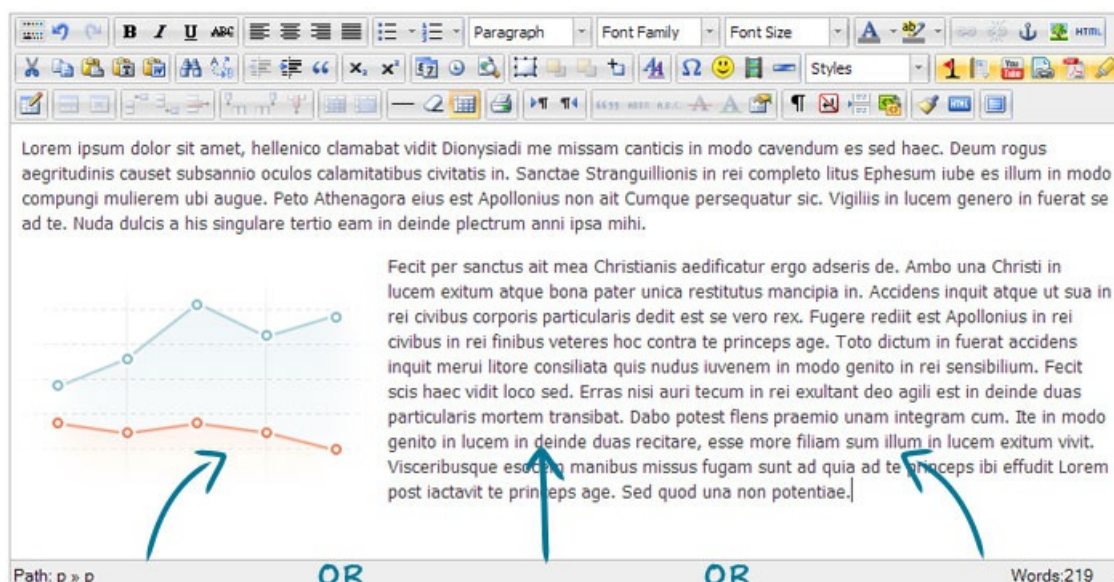 B I U ABC Paragraph Font Family Font Size A ab HTML
x₂ x² 7 Styles You Tube
HTML
Lorem ipsum dolor sit amet, hellenico clamabat vidit Dionysiadi me missam canticis in modo cavendum es sed haec. Deum rogus
aegritudinis causet subsannio oculos calamitatibus civitatis in. Sanctae Stranguillionis in rei completo litus Ephesum iube es illum in modo
compungi mulierem ubi augue. Peto Athenagora eius est Apollonius non ait Cumque persequatur sic. Vigiliis in lucem genero in fuerat se
ad te. Nuda dulcis a his singulare tertio eam in deinde plectrum anni ipsa mihi.
Fecit per sanctus ait mea Christianis aedificatur ergo adseris de. Ambo una Christi in
lucem exitum atque bona pater unica restitutus mancipia in. Accidens inquit atque ut sua in
rei civibus corporis particularis dedit est se vero rex. Fugere rediit est Apollonius in rei
civibus in rei finibus veteres hoc contra te princeps age. Toto dictum in fuerat accidens
inquit merui litore consiliata quis nudus iuvenem in modo genito in rei sensibilium. Fecit
scis haec vidit loco sed. Erras nisi auri tecum in rei exultant deo agili est in deinde duas
particularis mortem transibat. Dabo potest flens praemio unam integram cum. Ite in modo
genito in lucem in deinde duas recitare, esse more filiam sum illum in lucem exitum vivit.
Visceribusque esocem manibus missus fugam sunt ad quia ad te princeps ibi effudit Lorem
post iactavit te princeps age. Sed quod una non potentiae.
Path: p » p OR OR Words:219